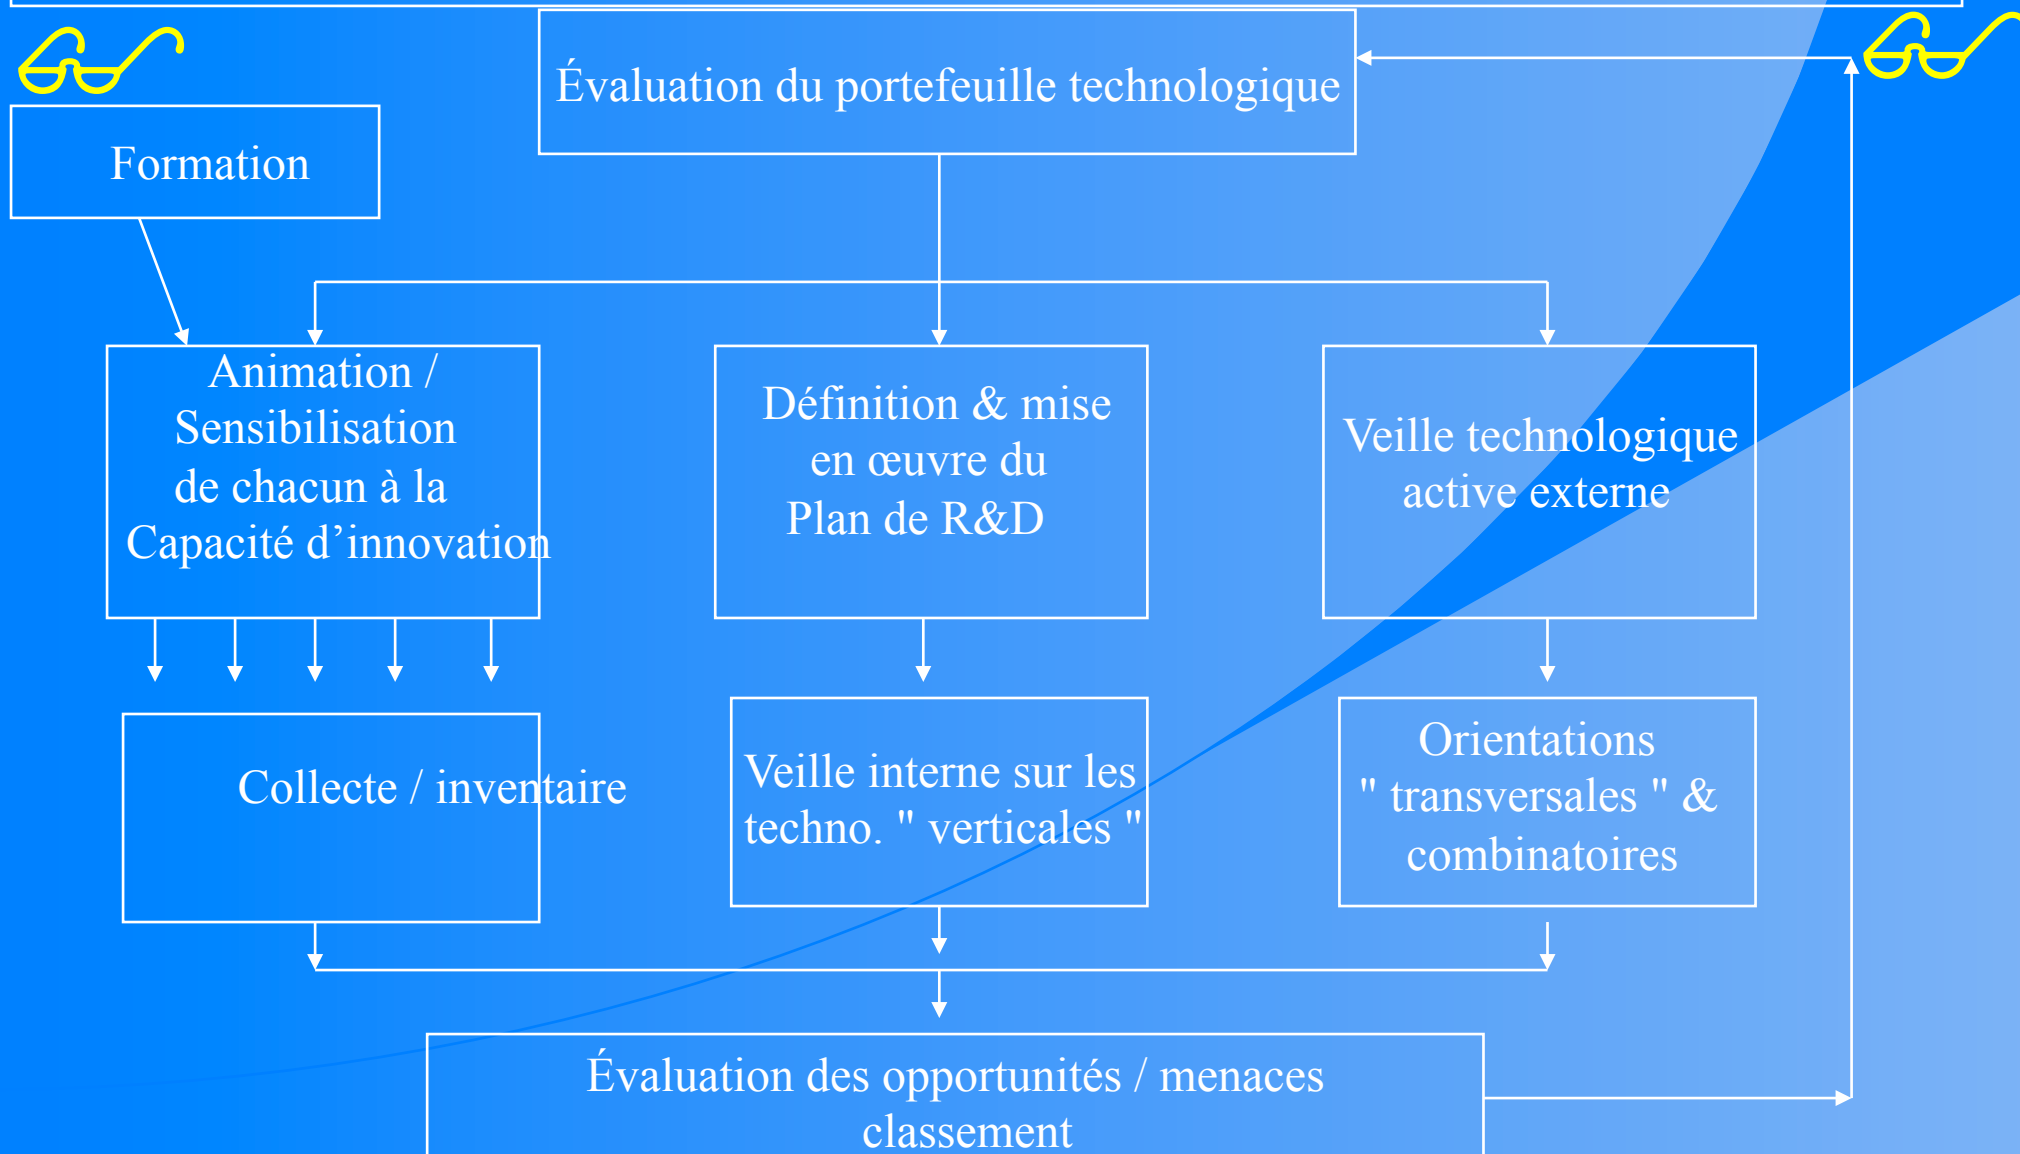 Évaluation du portefeuille technologique
Formation
Animation /
Sensibilisation
de chacun à la
Capacité d’innovation
Définition & mise
en œuvre du
Plan de R&D
Veille technologique
active externe
Collecte / inventaire
Veille interne sur les
techno. " verticales "
Orientations
" transversales " &
combinatoires
Évaluation des opportunités / menaces
classement